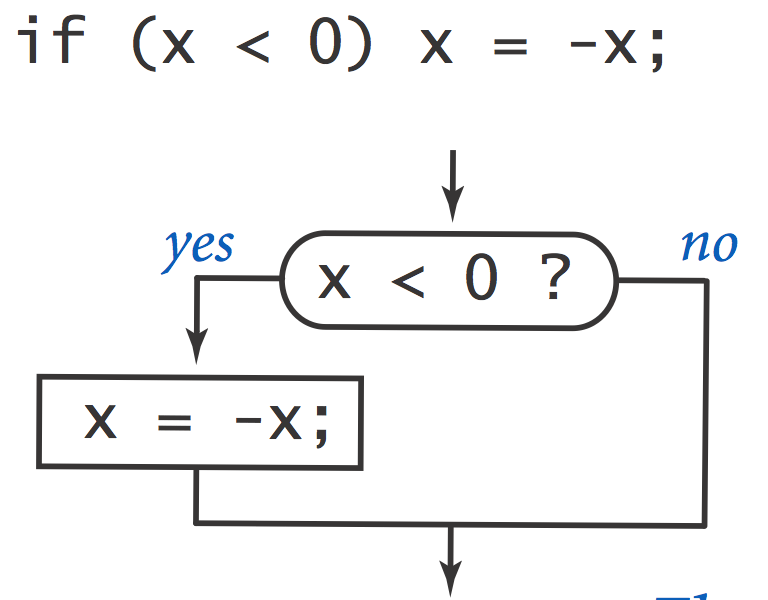 if (x < 0) x = -x;
yes
no
x < 0 ?
x = -x;